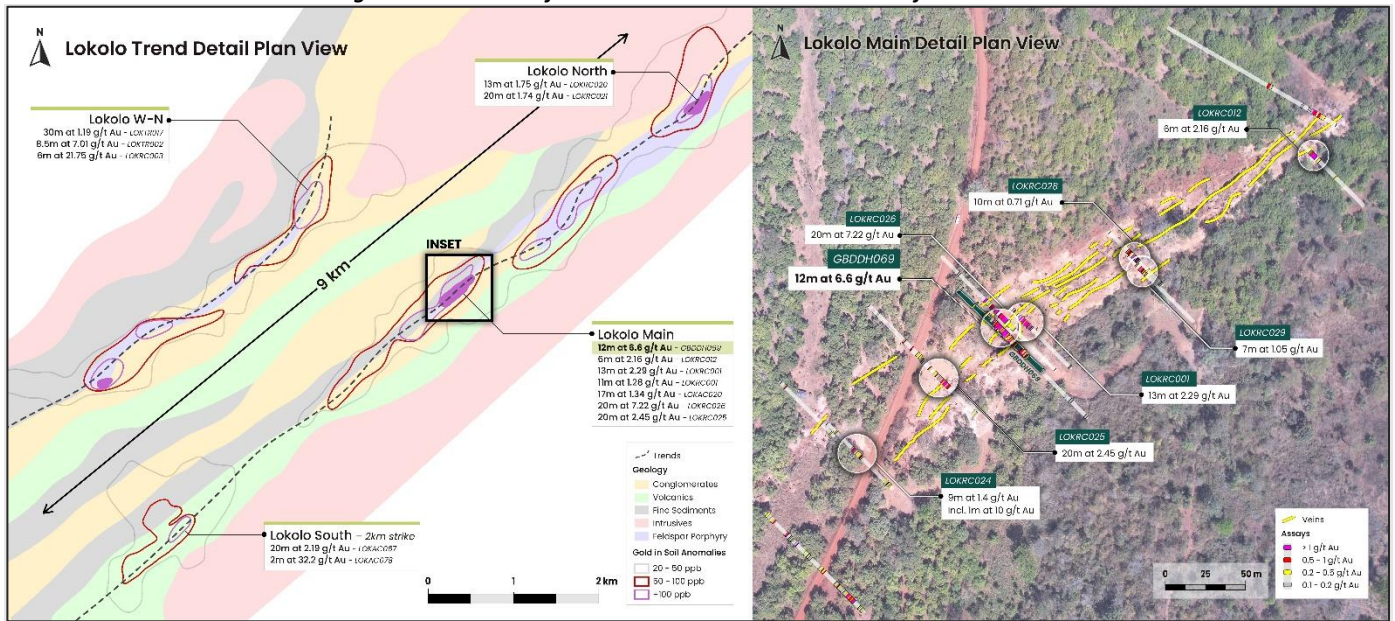 N
Lokolo Trend Detail Plan View
Lokolo North
13m at 1.75 g/t Au - LOKRC020
20m at 1.74 g/t Au - LOKRC021
Lokolo W-N
30m at 1.19 g/t Au - LOKTR017
8.5m at 7.01 g/t Au - LOKTR002
6m at 21.75 g/t Au - LOKRC003
9 km
INSET
Lokolo Main
12m at 6.6 g/t Au - GBDDH069
6m at 2.16 g/t Au - LOKRC012
13m at 2.29 g/t Au - LOKRC001
11m at 1.26 g/t Au - LOKRC001
17m at 1.34 g/t Au - LOKAC020
20m at 7.22 g/t Au - LOKRC026
20m at 2.45 g/t Au - LOKRC025
Lokolo South - 2km strike
20m at 2.19 g/t Au - LOKAC087
2m at 32.2 g/t Au - LOKAC078
0 1 2 km
Trends
Geology
Conglomerates
Volcanics
Fine Sediments
Intrusives
Feldspar Porphyry
Gold in Soil Anomalies
20 - 50 ppb
50 - 100 ppb
~100 ppb
N
Lokolo Main Detail Plan View
LOKRC012
6m at 2.16 g/t Au
LOKRC028
10m at 0.71 g/t Au
LOKRC026
20m at 7.22 g/t Au
GBDDH069
12m at 6.6 g/t Au
GBDDH069
LOKRC029
7m at 1.05 g/t Au
LOKRC001
13m at 2.29 g/t Au
LOKRC025
20m at 2.45 g/t Au
LOKRC024
9m at 1.4 g/t Au
incl. 1m at 10 g/t Au
0 25 50 m
Veins
Assays
> 1 g/t Au
0.5 - 1 g/t Au
0.2 - 0.5 g/t Au
0.1 - 0.2 g/t Au